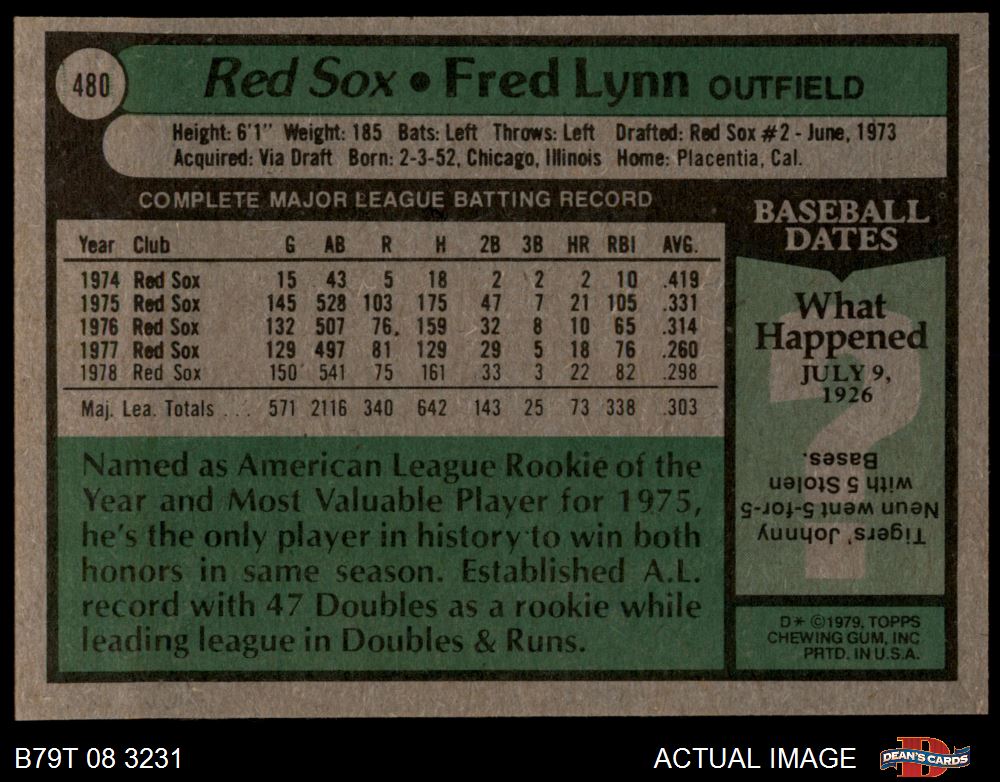 480
Red Sox • Fred Lynn OUTFIELD
Height: 6'1" Weight: 185 Bats: Left Throws: Left Drafted: Red Sox #2 - June, 1973
Acquired: Via Draft Born: 2-3-52, Chicago, Illinois Home: Placentia, Cal.
COMPLETE MAJOR LEAGUE BATTING RECORD
Year Club G AB R H 2B 3B HR RBI AVG.
1974 Red Sox 15 43 5 18 2 2 2 10 .419
1975 Red Sox 145 528 103 175 47 7 21 105 .331
1976 Red Sox 132 507 76. 159 32 8 10 65 .314
1977 Red Sox 129 497 81 129 29 5 18 76 .260
1978 Red Sox 150 541 75 161 33 3 22 82 .298
Maj. Lea. Totals ... 571 2116 340 642 143 25 73 338 .303
Named as American League Rookie of the
Year and Most Valuable Player for 1975,
he's the only player in history to win both
honors in same season. Established A.L.
record with 47 Doubles as a rookie while
leading league in Doubles & Runs.
BASEBALL
DATES
What
Happened
JULY 9,
1926
Tigers' Johnny
Neun went 5-for-5
with 5 Stolen
Bases.
D* ©1979, TOPPS
CHEWING GUM, INC
PRTD. IN U.S.A.
B79T 08 3231
ACTUAL IMAGE
DEAN'S CARDS